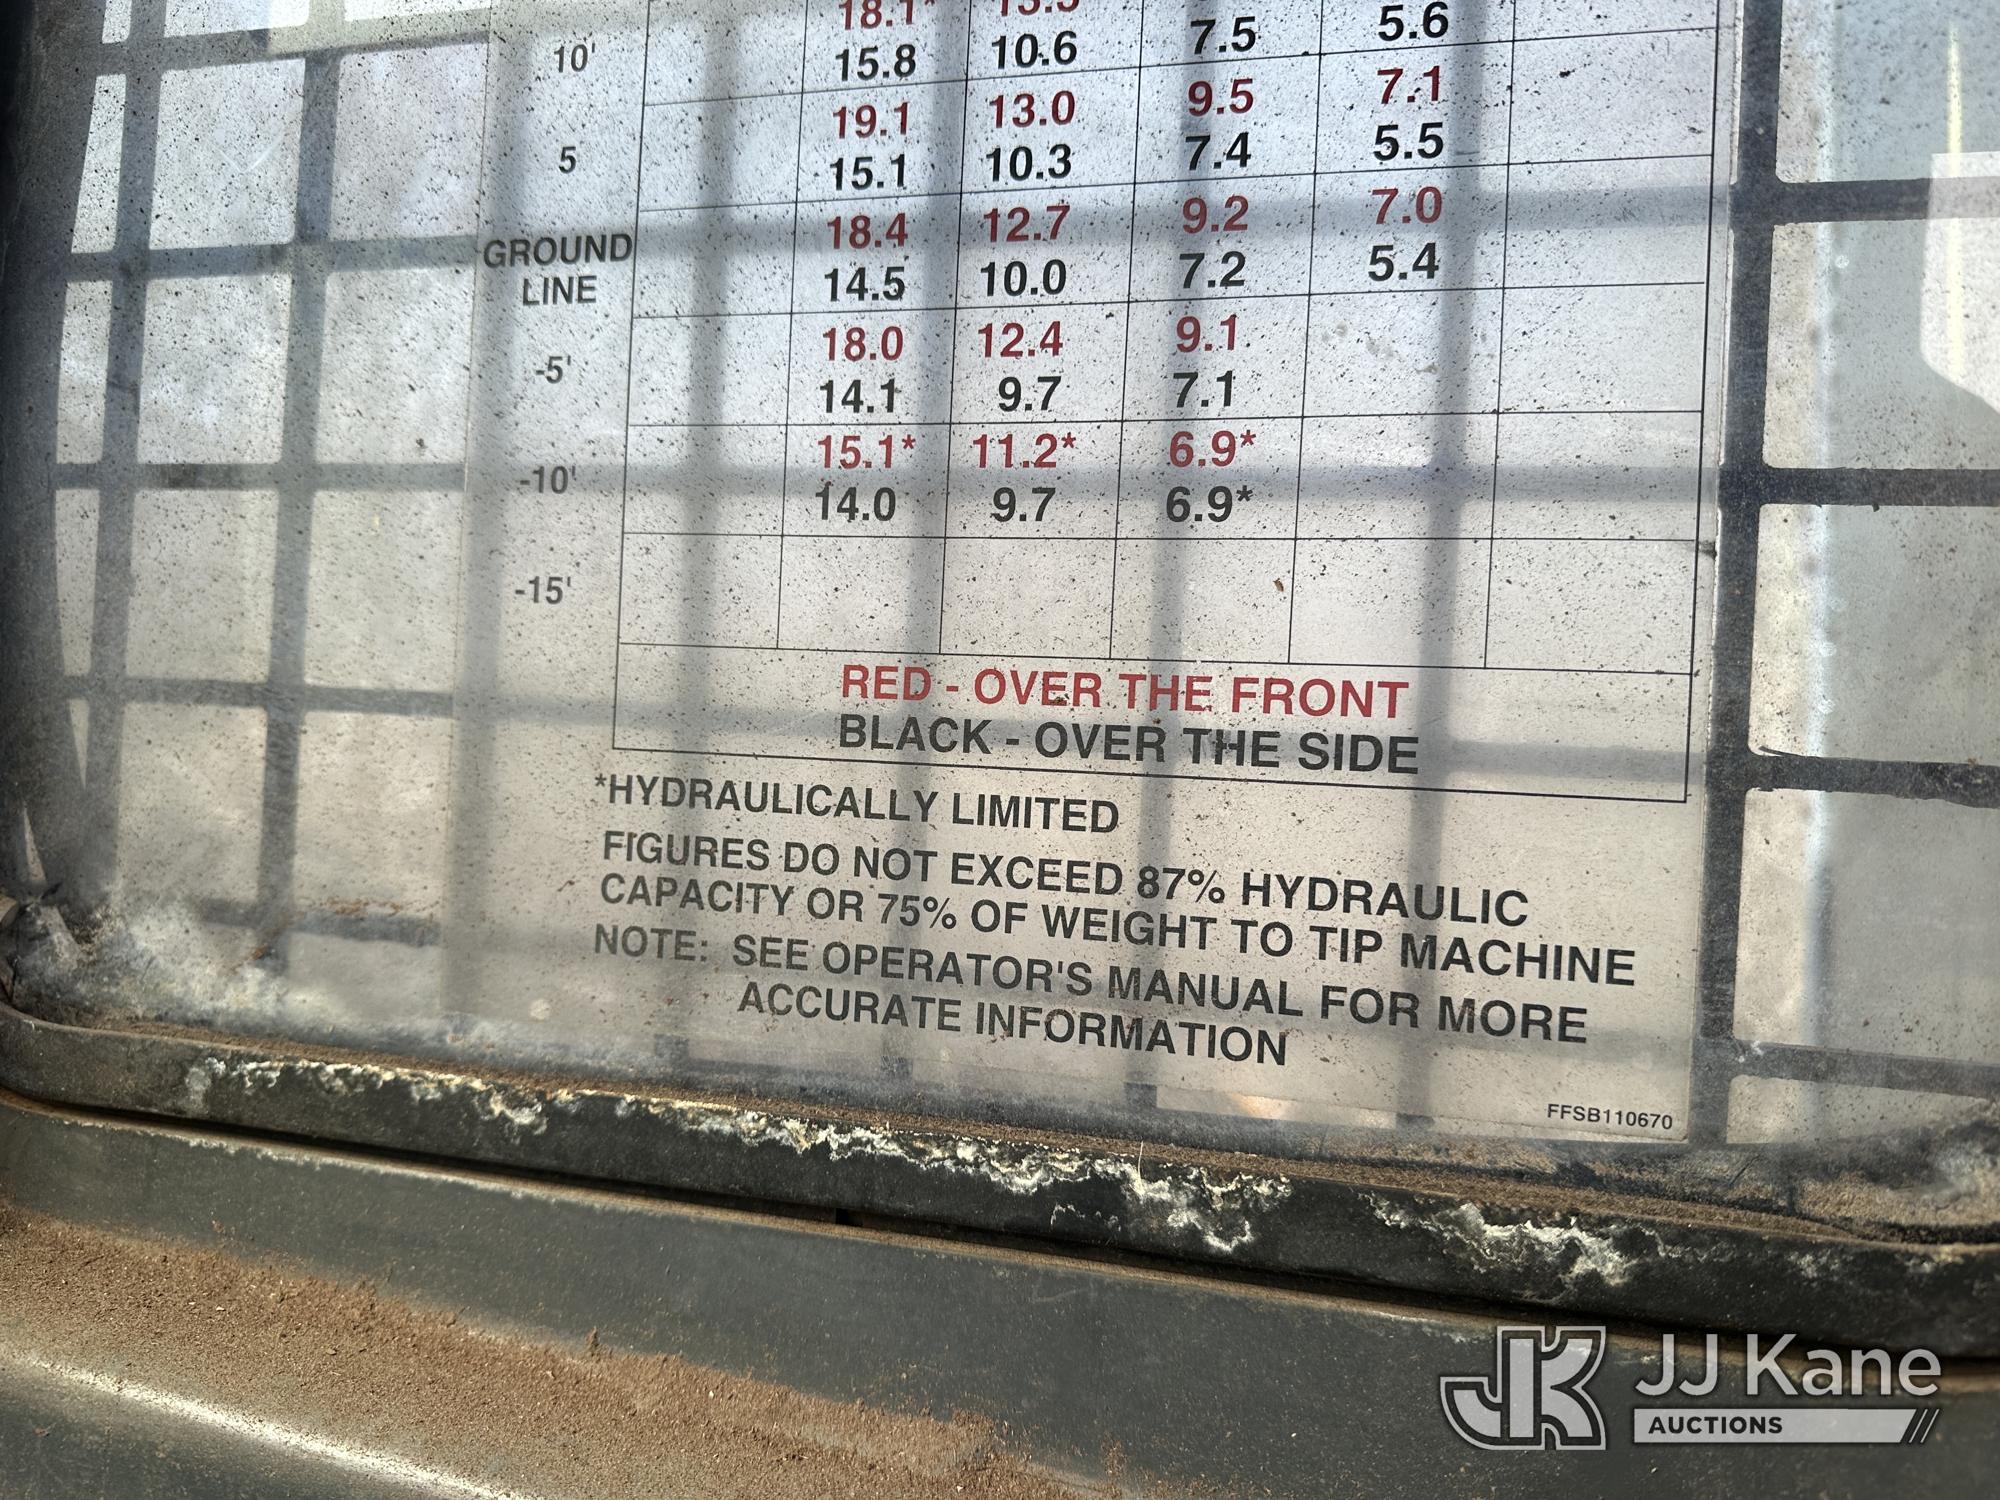 18.1* 13.5
10' 15.8 10.6 7.5 5.6
19.1 13.0 9.5 7.1
5 15.1 10.3 7.4 5.5
18.4 12.7 9.2 7.0
GROUND
LINE 14.5 10.0 7.2 5.4
18.0 12.4 9.1
-5' 14.1 9.7 7.1
15.1* 11.2* 6.9*
-10' 14.0 9.7 6.9*
-15'
RED - OVER THE FRONT
BLACK - OVER THE SIDE
*HYDRAULICALLY LIMITED
FIGURES DO NOT EXCEED 87% HYDRAULIC
CAPACITY OR 75% OF WEIGHT TO TIP MACHINE
NOTE: SEE OPERATOR'S MANUAL FOR MORE
ACCURATE INFORMATION
FFSB110670
JK JJ Kane
AUCTIONS